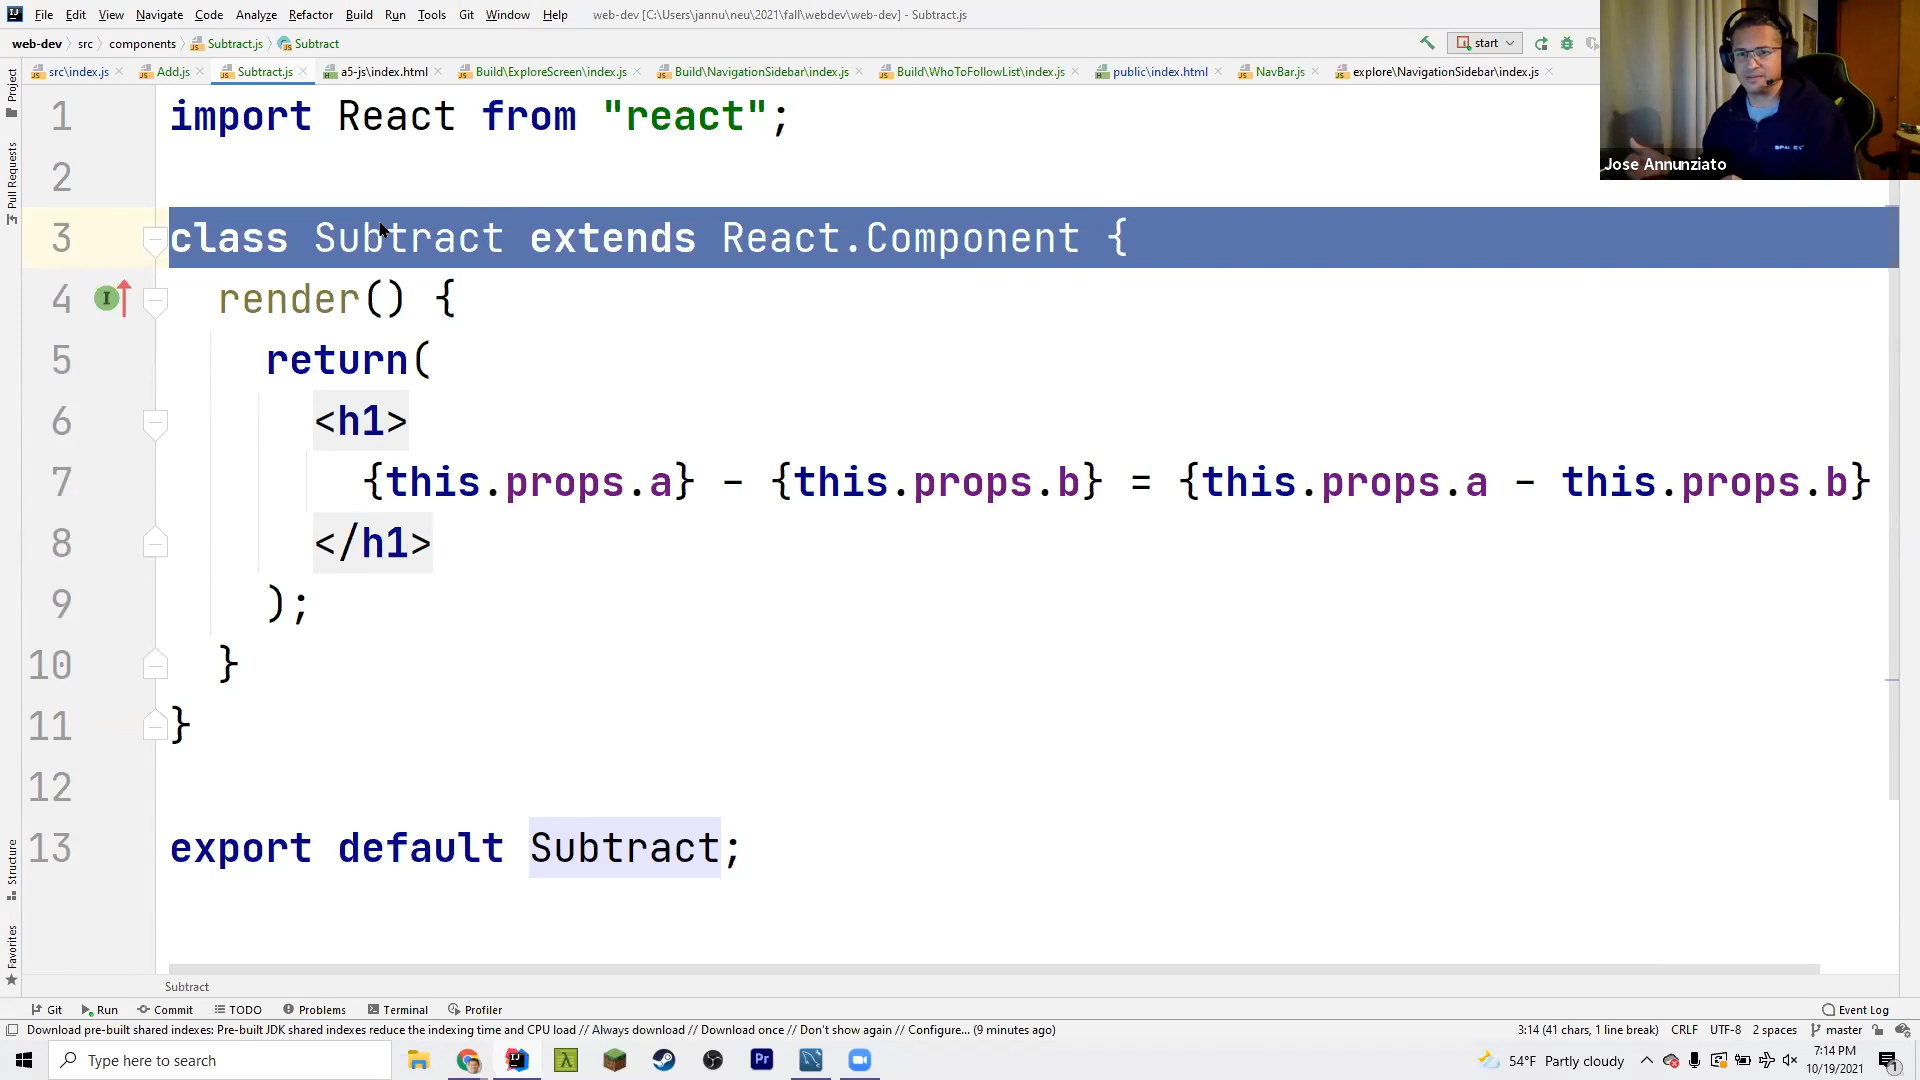 File Edit View Navigate Code Analyze Refactor Build Run Tools Git Window Help web-dev [C:\Users\jannu\neu\2021\fall\webdev\web-dev] - Subtract.js
web-dev src components Subtract.js Subtract
start
src\index.js Add.js Subtract.js a5-js\index.html Build\ExploreScreen\index.js Build\NavigationSidebar\index.js Build\WhoToFollowList\index.js public\index.html NavBar.js explore\NavigationSidebar\index.js
Project
Pull Requests
Structure
Favorites
Jose Annunziato
1 import React from "react";
2
3 class Subtract extends React.Component {
4 render() {
5 return(
6 <h1>
7 {this.props.a} - {this.props.b} = {this.props.a - this.props.b}
8 </h1>
9 );
10 }
11 }
12
13 export default Subtract;
Subtract
Git Run Commit TODO Problems Terminal Profiler Event Log
Download pre-built shared indexes: Pre-built JDK shared indexes reduce the indexing time and CPU load // Always download // Download once // Don't show again // Configure... (9 minutes ago) 3:14 (41 chars, 1 line break) CRLF UTF-8 2 spaces master
Type here to search
54°F Partly cloudy
7:14 PM
10/19/2021